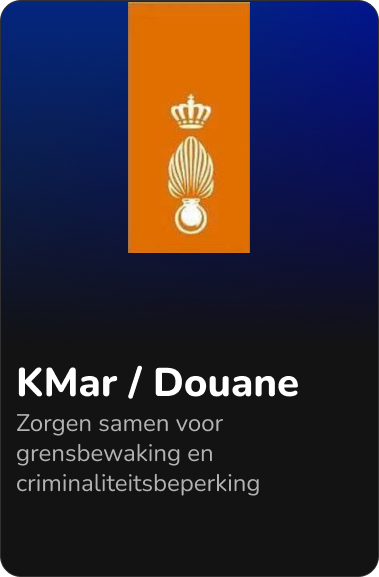 KMar / Douane
Zorgen samen voor
grensbewaking en
criminaliteitsbeperking